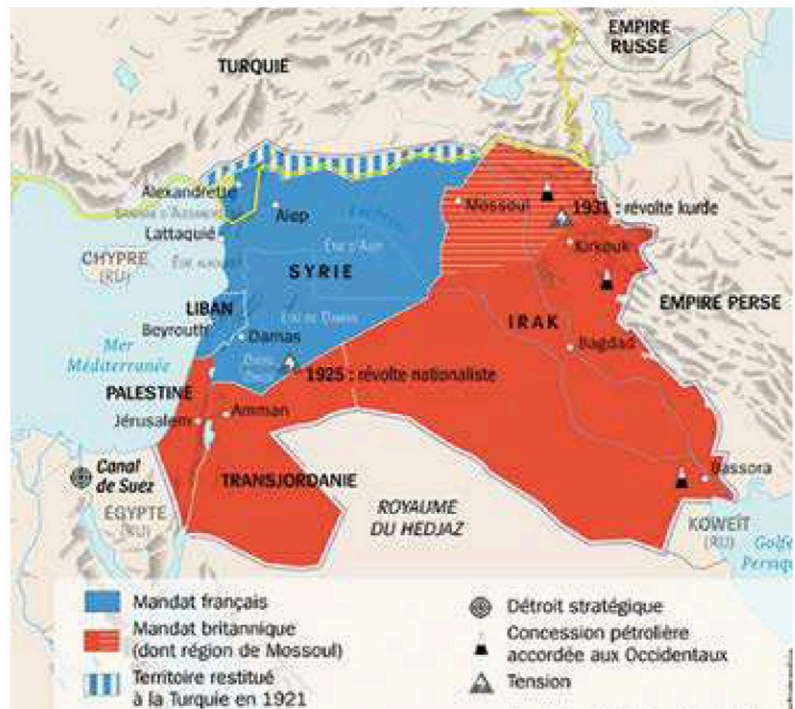 EMPIRE
RUSSE
TURQUIE
Alexandrette
Alep
Mossoul
1931 : révolte kurde
Lattaquié
Kirkouk
CHYPRE
(RU)
SYRIE
EMPIRE PERSE
LIBAN
IRAK
Beyrouth
Damas
Bagdad
Mer
Méditerranée
1925 : révolte nationaliste
PALESTINE
Jérusalem
Amman
Canal
de Suez
TRANSJORDANIE
Bassora
ÉGYPTE
(RU)
ROYAUME
DU HEDJAZ
KOWEÏT
(RU)
Golfe
Persiqu
Mandat français
Mandat britannique
(dont région de Mossoul)
Territoire restitué
à la Turquie en 1921
Détroit stratégique
Concession pétrolière
accordée aux Occidentaux
Tension